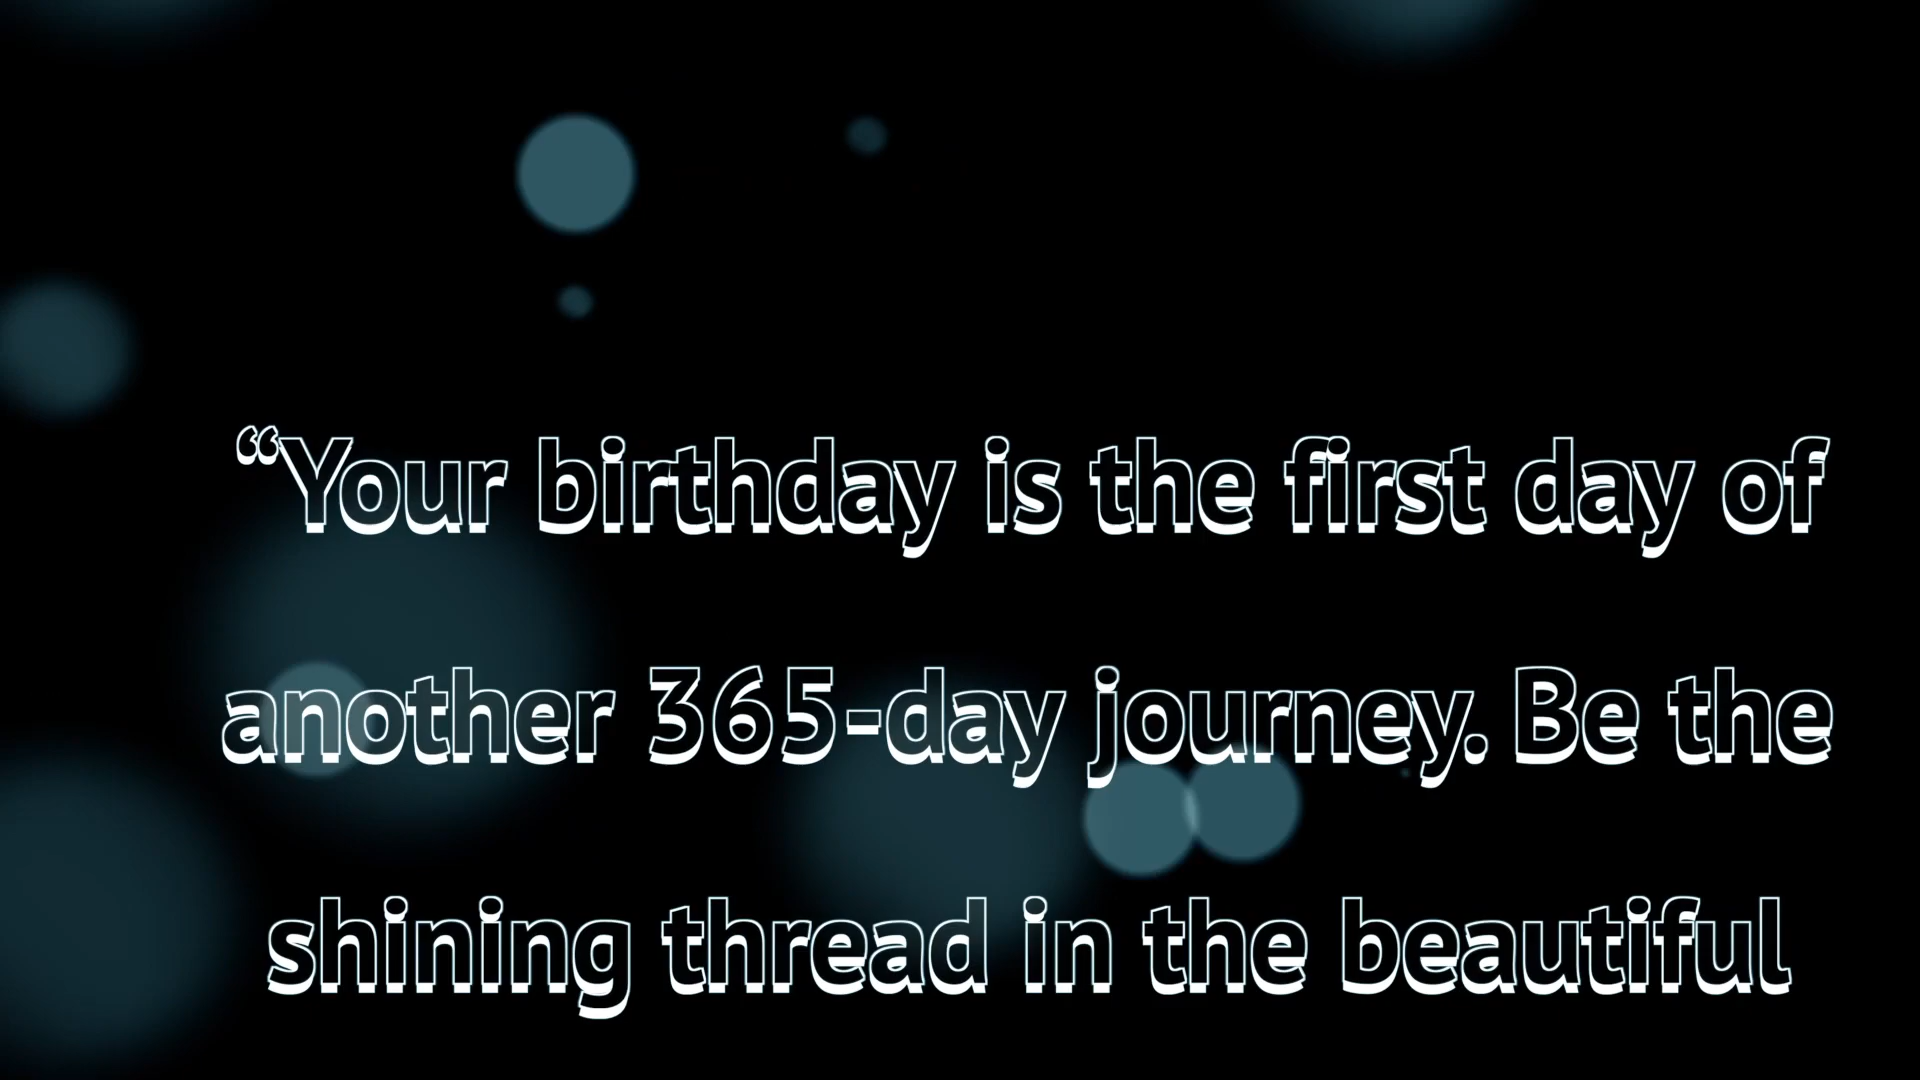 “Your birthday is the first day of
another 365-day journey. Be the
shining thread in the beautiful